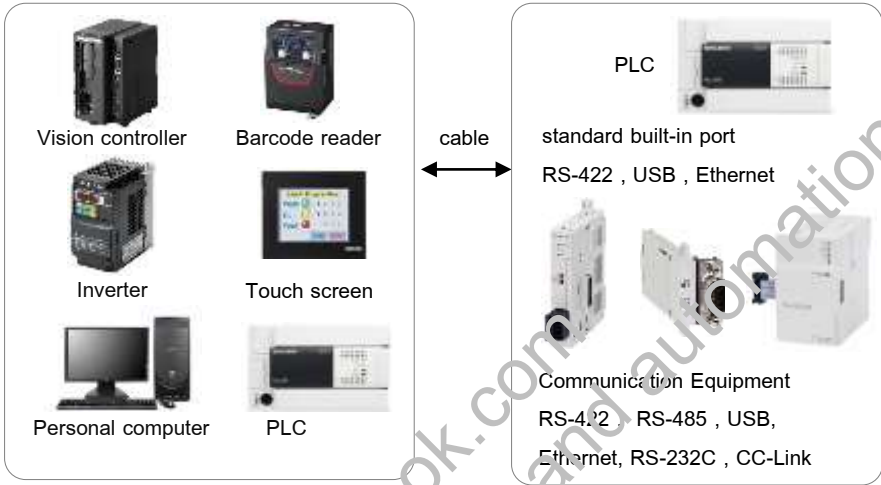 Vision controller
Barcode reader
Inverter
Touch screen
Personal computer
PLC
cable
PLC
standard built-in port
RS-422 , USB , Ethernet
Communication Equipment
RS-422 , RS-485 , USB,
Ethernet, RS-232C , CC-Link